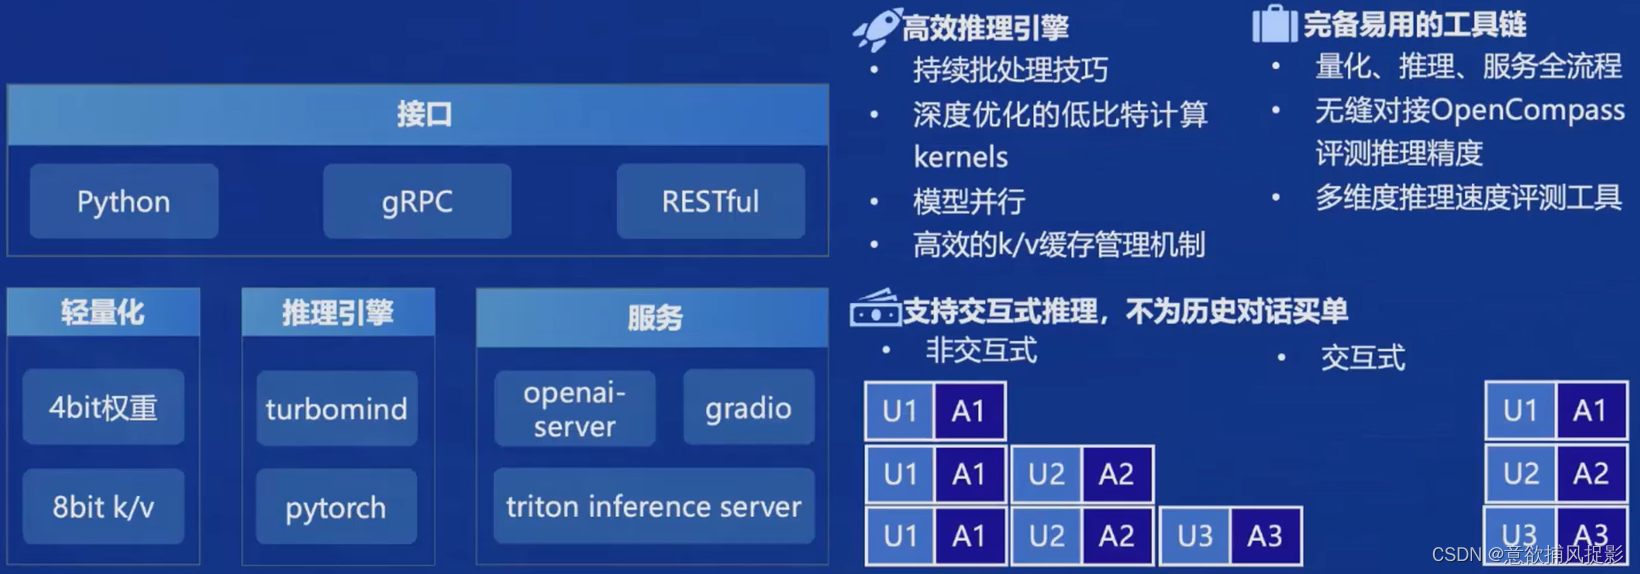 接口
Python
gRPC
RESTful
轻量化
4bit权重
8bit k/v
推理引擎
turbomind
pytorch
服务
openai-
server
gradio
triton inference server
高效推理引擎
• 持续批处理技巧
• 深度优化的低比特计算
kernels
• 模型并行
• 高效的k/v缓存管理机制
完备易用的工具链
• 量化、推理、服务全流程
• 无缝对接OpenCompass
评测推理精度
• 多维度推理速度评测工具
支持交互式推理，不为历史对话买单
• 非交互式
U1 A1
U1 A1 U2 A2
U1 A1 U2 A2 U3 A3
• 交互式
U1 A1
U2 A2
U3 A3
CSDN @意欲捕风捉影